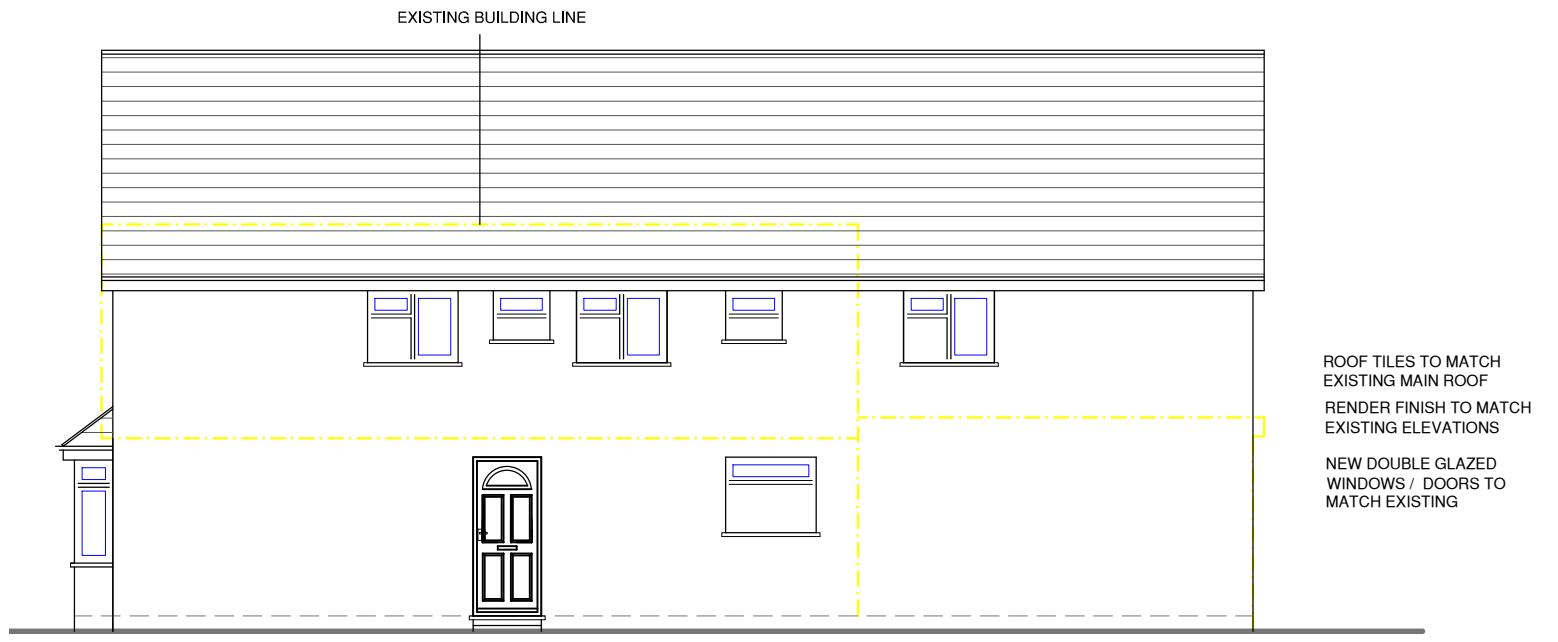 EXISTING BUILDING LINE
ROOF TILES TO MATCH
EXISTING MAIN ROOF
RENDER FINISH TO MATCH
EXISTING ELEVATIONS
NEW DOUBLE GLAZED
WINDOWS / DOORS TO
MATCH EXISTING